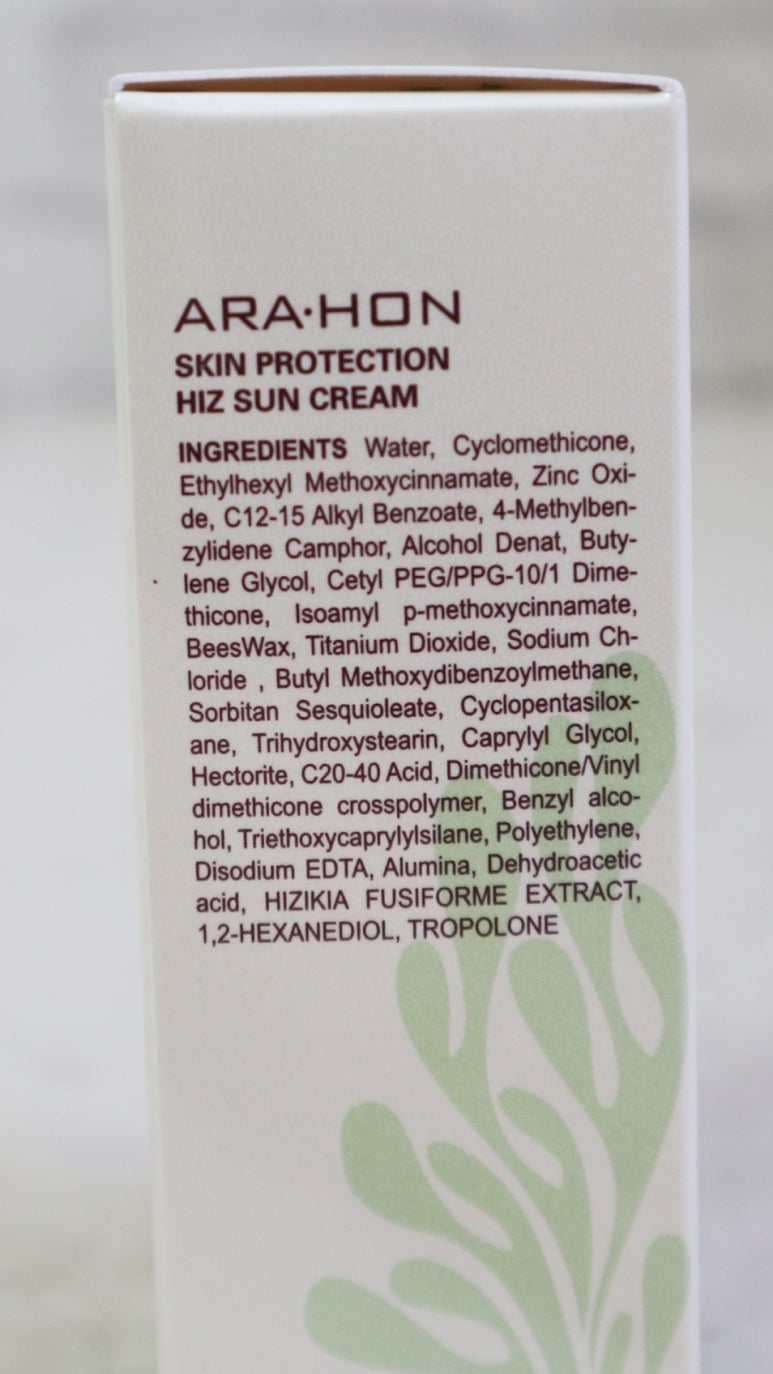 ARA·HON
SKIN PROTECTION
HIZ SUN CREAM
INGREDIENTS Water, Cyclomethicone,
Ethylhexyl Methoxycinnamate, Zinc Oxi-
de, C12-15 Alkyl Benzoate, 4-Methylben-
zylidene Camphor, Alcohol Denat, Buty-
lene Glycol, Cetyl PEG/PPG-10/1 Dime-
thicone, Isoamyl p-methoxycinnamate,
BeesWax, Titanium Dioxide, Sodium Ch-
loride , Butyl Methoxydibenzoylmethane,
Sorbitan Sesquioleate, Cyclopentasilox-
ane, Trihydroxystearin, Caprylyl Glycol,
Hectorite, C20-40 Acid, Dimethicone/Vinyl
dimethicone crosspolymer, Benzyl alco-
hol, Triethoxycaprylylsilane, Polyethylene,
Disodium EDTA, Alumina, Dehydroacetic
acid, HIZIKIA FUSIFORME EXTRACT,
1,2-HEXANEDIOL, TROPOLONE